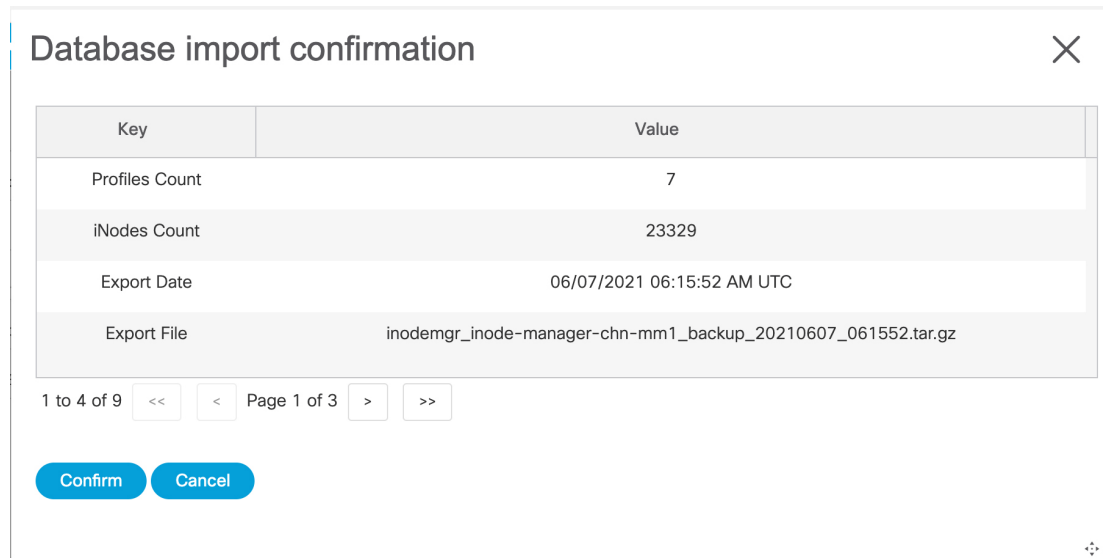 Database import confirmation
Key Value
Profiles Count 7
iNodes Count 23329
Export Date 06/07/2021 06:15:52 AM UTC
Export File inodemgr_inode-manager-chn-mm1_backup_20210607_061552.tar.gz
1 to 4 of 9 << < Page 1 of 3 > >>
Confirm Cancel